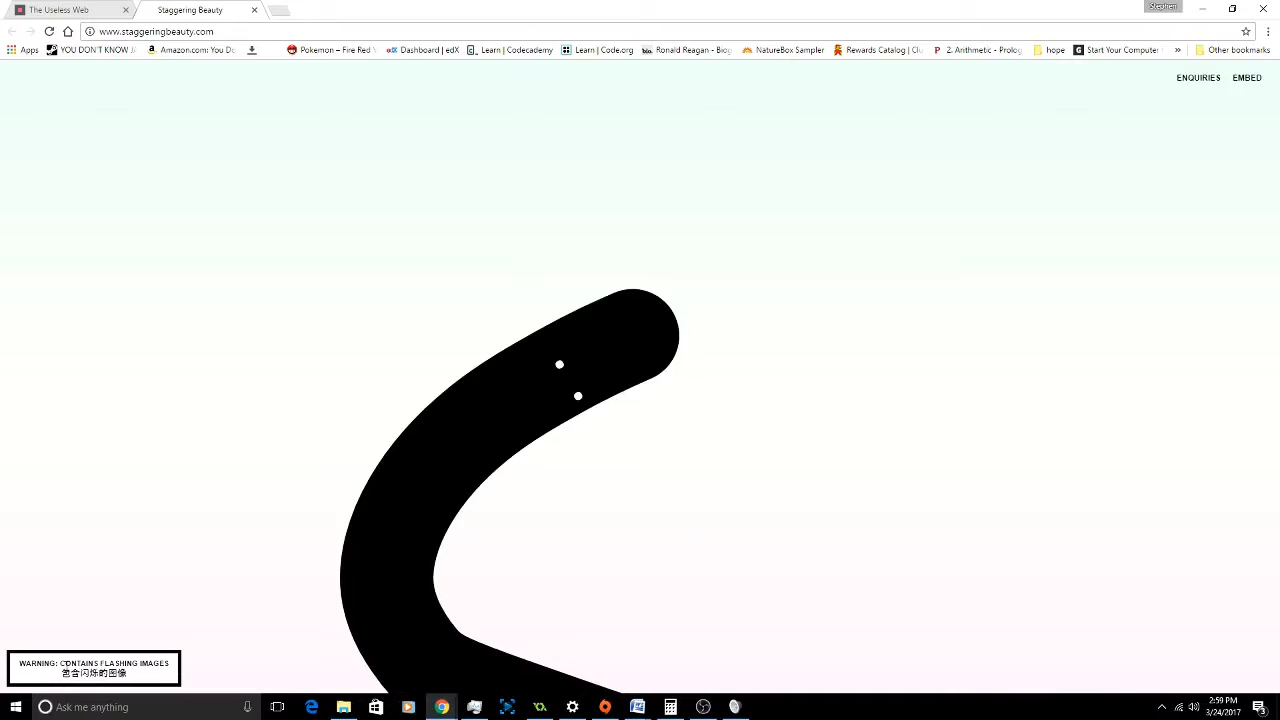 The Useless Web
Staggering Beauty
Stephen
www.staggeringbeauty.com
Apps
YOU DON'T KNOW J
Amazon.com: You Do
Pokemon – Fire Red V
Dashboard | edX
Learn | Codecademy
Learn | Code.org
Ronald Reagan - Biog
NatureBox Sampler
Rewards Catalog | Clu
2. Arithmetic - Prolog
hope
Start Your Computer
»
Other bookmarks
ENQUIRIES EMBED
WARNING: CONTAINS FLASHING IMAGES
包含闪烁的图像
Ask me anything
2:59 PM
3/24/2017